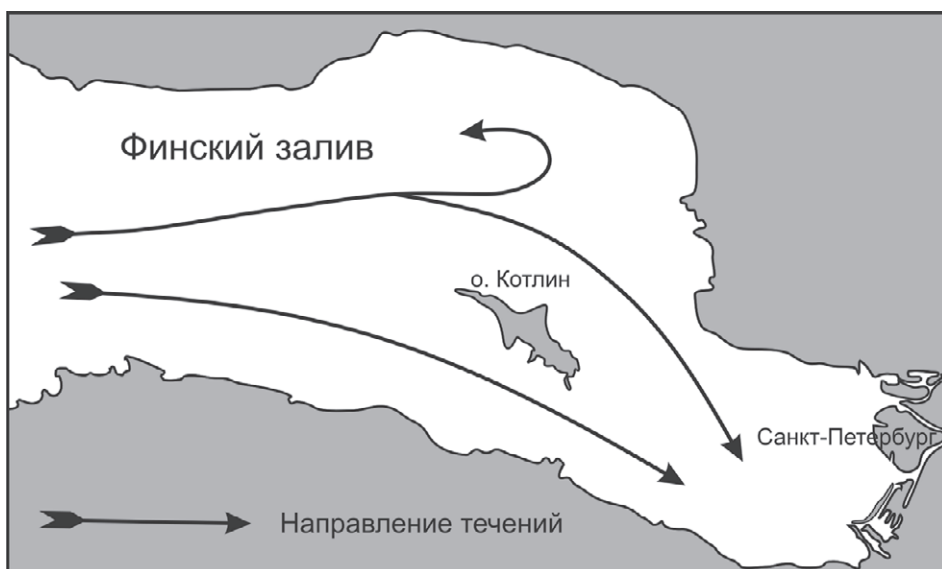 Финский залив
о. Котлин
Санкт-Петербург
Направление течений